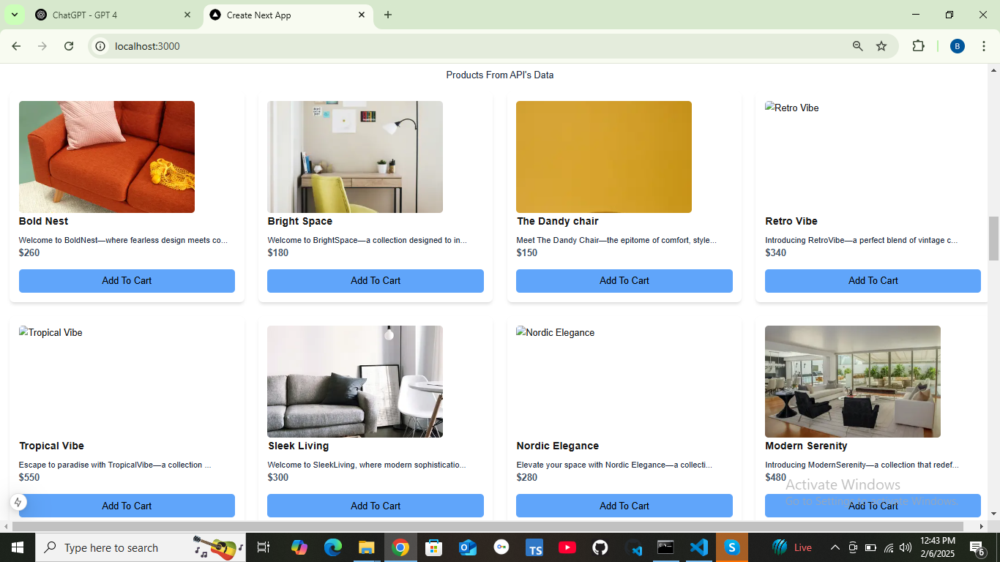 ChatGPT - GPT 4
Create Next App
localhost:3000
B
Products From API's Data
Retro Vibe
Bold Nest
Bright Space
The Dandy chair
Retro Vibe
Welcome to BoldNest—where fearless design meets co...
Welcome to BrightSpace—a collection designed to in...
Meet The Dandy Chair—the epitome of comfort, style...
Introducing RetroVibe—a perfect blend of vintage c...
$260
$180
$150
$340
Add To Cart
Add To Cart
Add To Cart
Add To Cart
Tropical Vibe
Nordic Elegance
Tropical Vibe
Sleek Living
Nordic Elegance
Modern Serenity
Escape to paradise with TropicalVibe—a collection ...
Welcome to SleekLiving, where modern sophisticatio...
Elevate your space with Nordic Elegance—a collecti...
Introducing ModernSerenity—a collection that redef...
$550
$300
$280
$480
Activate Windows
Go to Settings to activate Windows.
Add To Cart
Add To Cart
Add To Cart
Add To Cart
Type here to search
TS
S
Live
12:43 PM
2/6/2025
6